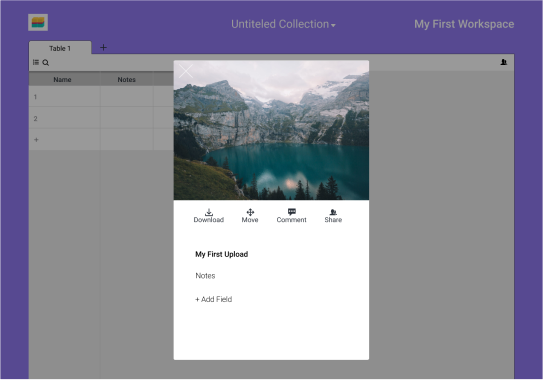 Untiteled Collection
My First Workspace
Table 1
+
Name
Notes
1
2
+
Download
Move
Comment
Share
My First Upload
Notes
+ Add Field